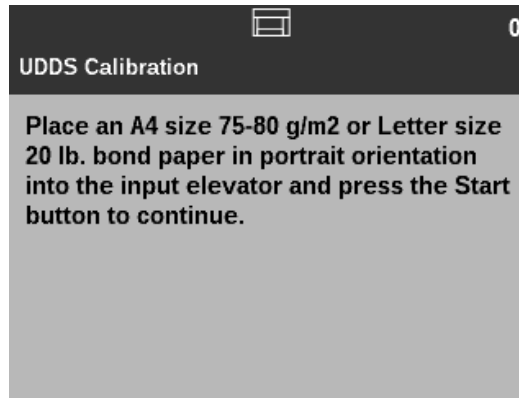 0
UDDS Calibration
Place an A4 size 75-80 g/m2 or Letter size
20 lb. bond paper in portrait orientation
into the input elevator and press the Start
button to continue.